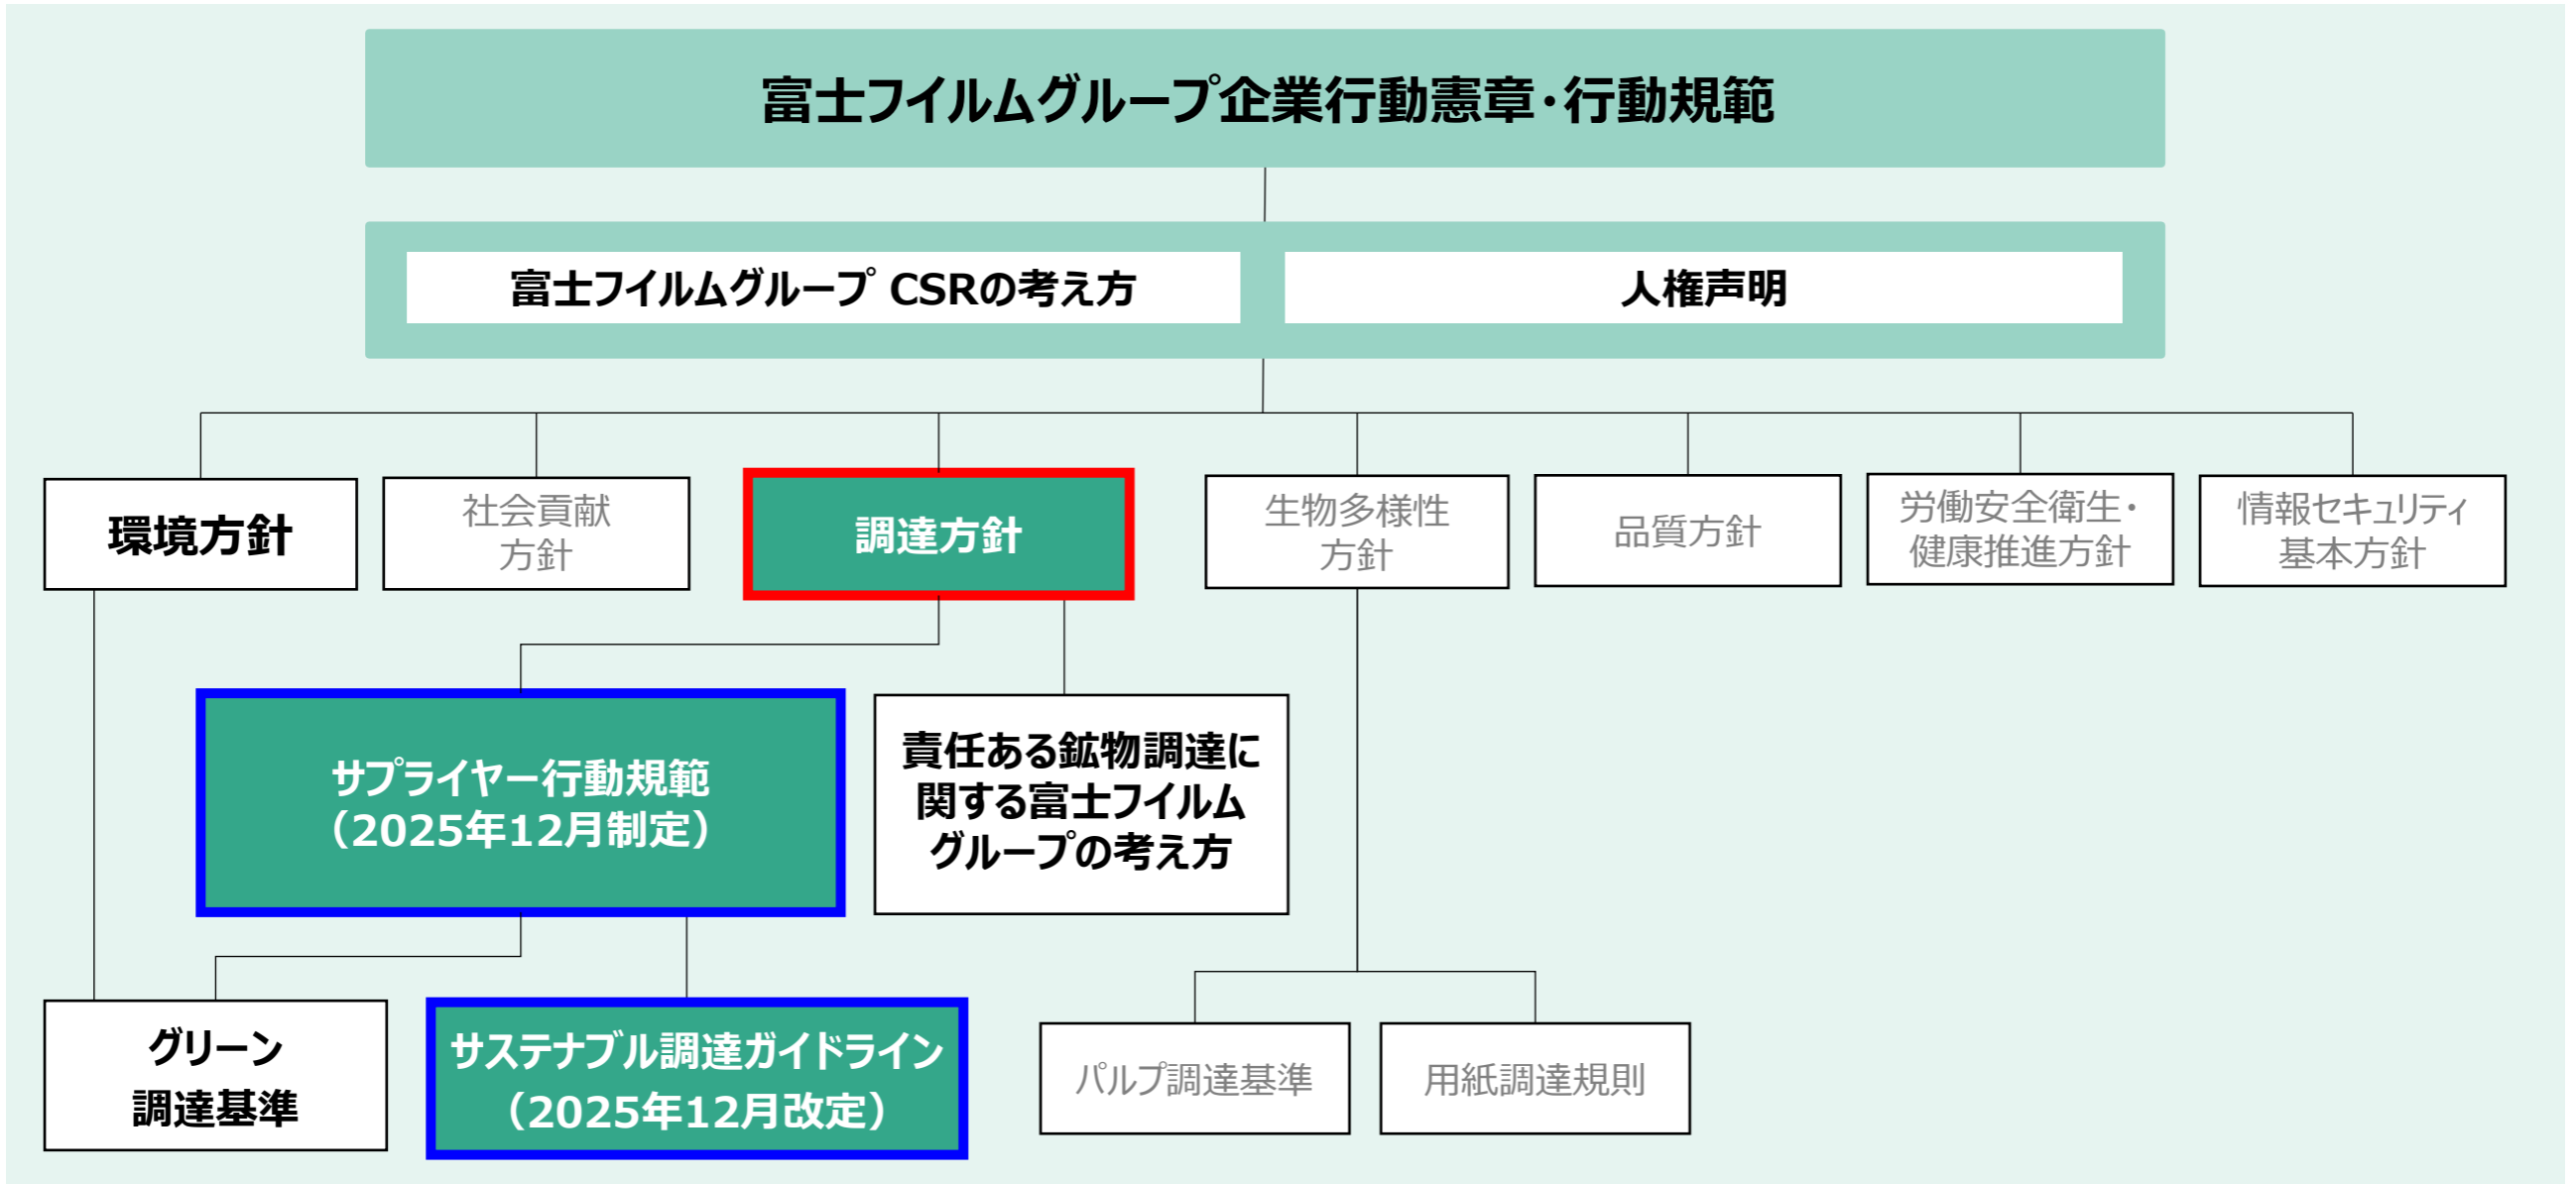 富士フイルムグループ企業行動憲章・行動規範
富士フイルムグループ CSRの考え方
人権声明
環境方針
社会貢献
方針
調達方針
生物多様性
方針
品質方針
労働安全衛生・
健康推進方針
情報セキュリティ
基本方針
サプライヤー行動規範
（2025年12月制定）
責任ある鉱物調達に
関する富士フイルム
グループの考え方
グリーン
調達基準
サステナブル調達ガイドライン
（2025年12月改定）
パルプ調達基準
用紙調達規則